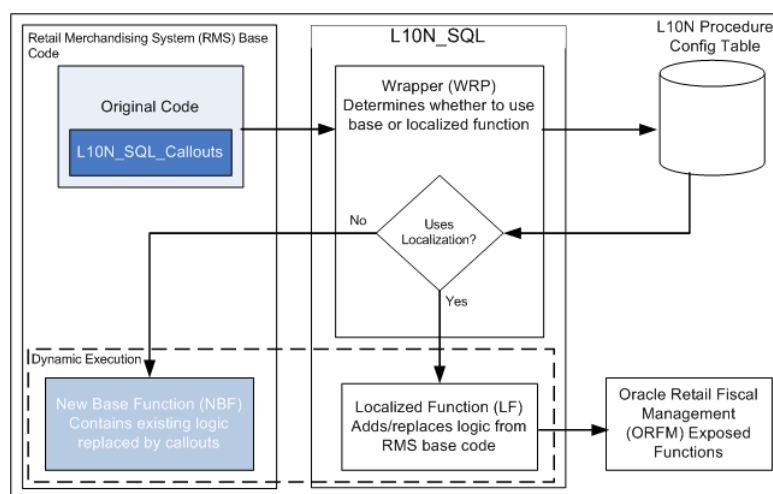 Retail Merchandising System (RMS) Base
Code
L10N_SQL
L10N Procedure
Config Table
Original Code
L10N_SQL_Callouts
Wrapper (WRP)
Determines whether to use
base or localized function
No
Uses
Localization?
Yes
Dynamic Execution
New Base Function (NBF)
Contains existing logic
replaced by callouts
Localized Function (LF)
Adds/replaces logic from
RMS base code
Oracle Retail Fiscal
Management
(ORFM) Exposed
Functions